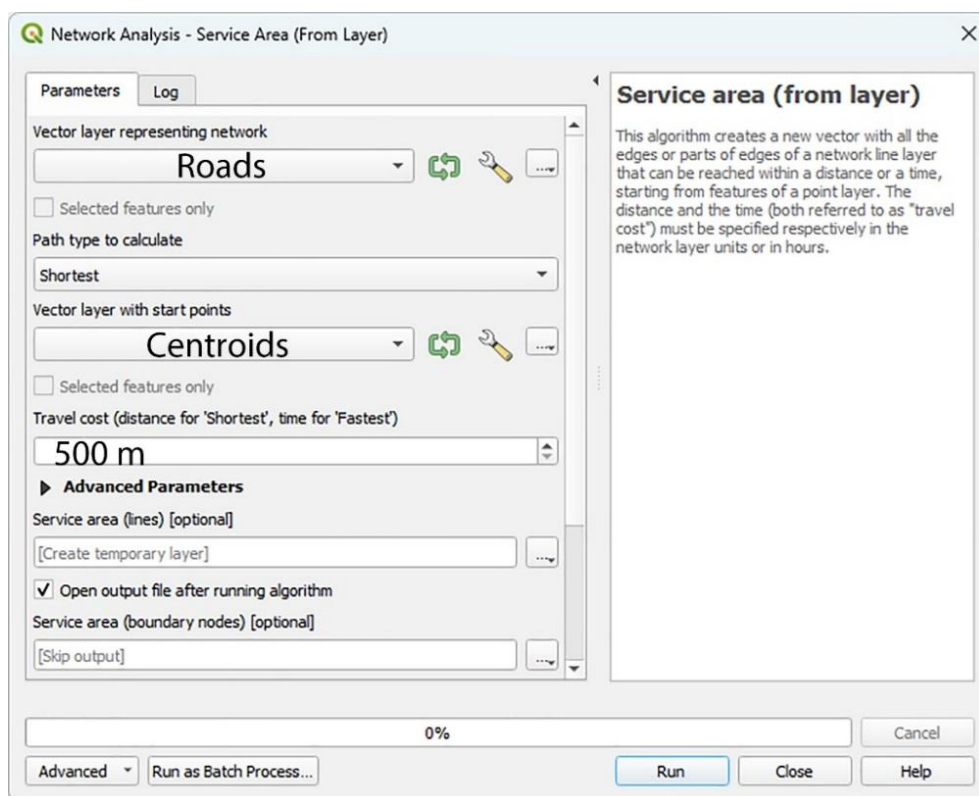 Network Analysis - Service Area (From Layer)
Parameters
Log
Vector layer representing network
Roads
Selected features only
Path type to calculate
Shortest
Vector layer with start points
Centroids
Selected features only
Travel cost (distance for 'Shortest', time for 'Fastest')
500 m
Advanced Parameters
Service area (lines) [optional]
[Create temporary layer]
Open output file after running algorithm
Service area (boundary nodes) [optional]
[Skip output]
Service area (from layer)
This algorithm creates a new vector with all the
edges or parts of edges of a network line layer
that can be reached within a distance or a time,
starting from features of a point layer. The
distance and the time (both referred to as "travel
cost") must be specified respectively in the
network layer units or in hours.
0%
Cancel
Advanced
Run as Batch Process...
Run
Close
Help